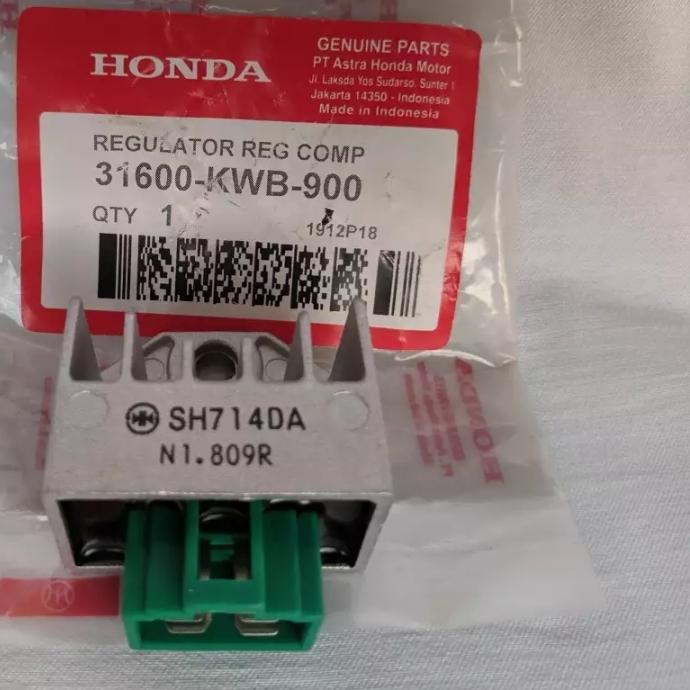 HONDA
GENUINE PARTS
PT Astra Honda Motor
Jl. Laksda Yos Sudarso, Sunter 1
Jakarta 14350 - Indonesia
Made in Indonesia
REGULATOR REG COMP
31600-KWB-900
QTY 1
1912P18
SH714DA
N1.809R
HONDA